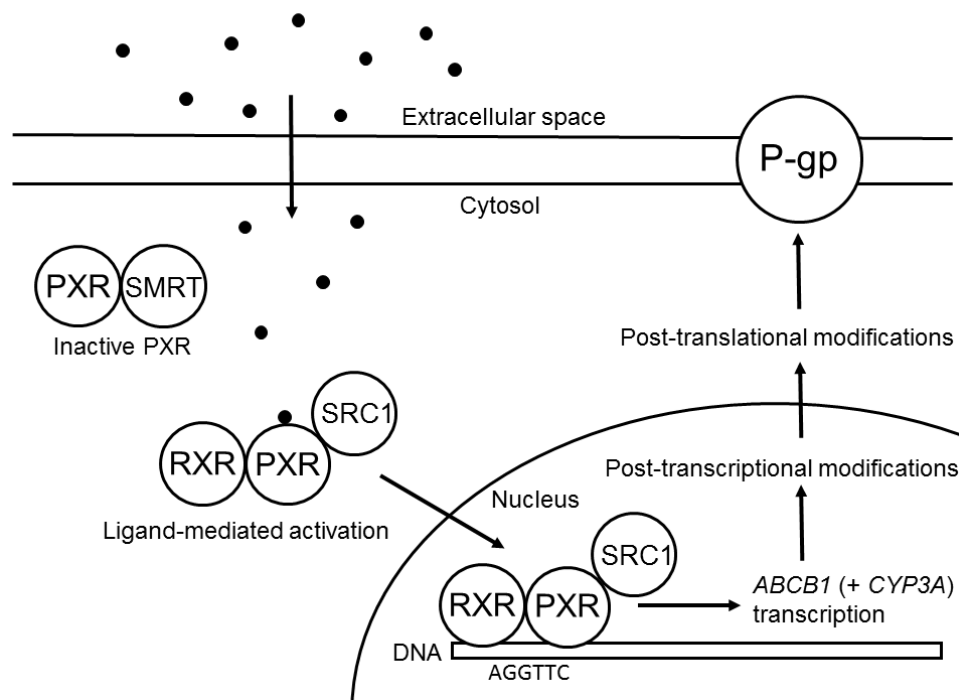 Extracellular space
P-gp
Cytosol
PXR
SMRT
Inactive PXR
Post-translational modifications
SRC1
RXR
PXR
Ligand-mediated activation
Post-transcriptional modifications
Nucleus
SRC1
RXR
PXR
ABCB1 (+ CYP3A)
transcription
DNA
AGGTTC